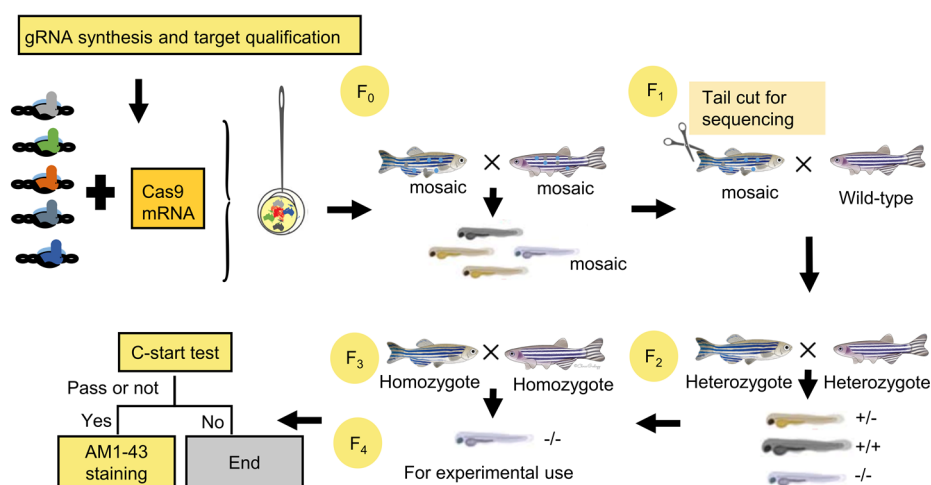 gRNA synthesis and target qualification
Cas9
mRNA
F0
mosaic
×
mosaic
mosaic
F1
Tail cut for
sequencing
mosaic
×
Wild-type
F2
Heterozygote
×
Heterozygote
+/-
+/+
-/-
F3
Homozygote
×
Homozygote
F4
-/-
For experimental use
C-start test
Pass or not
Yes
No
AM1-43
staining
End